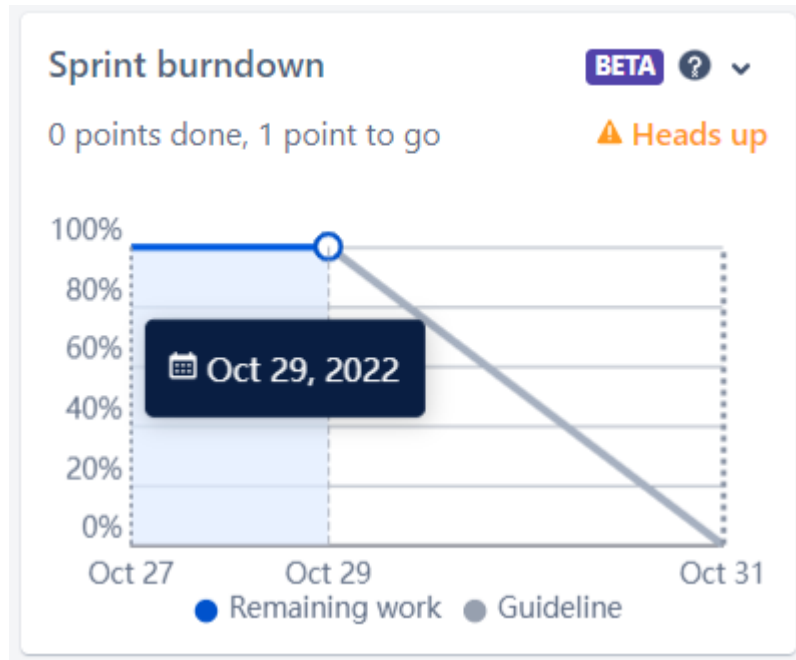 Sprint burndown BETA
0 points done, 1 point to go Heads up
100%
80%
60%
Oct 29, 2022
40%
20%
0%
Oct 27 Oct 29 Oct 31
Remaining work Guideline